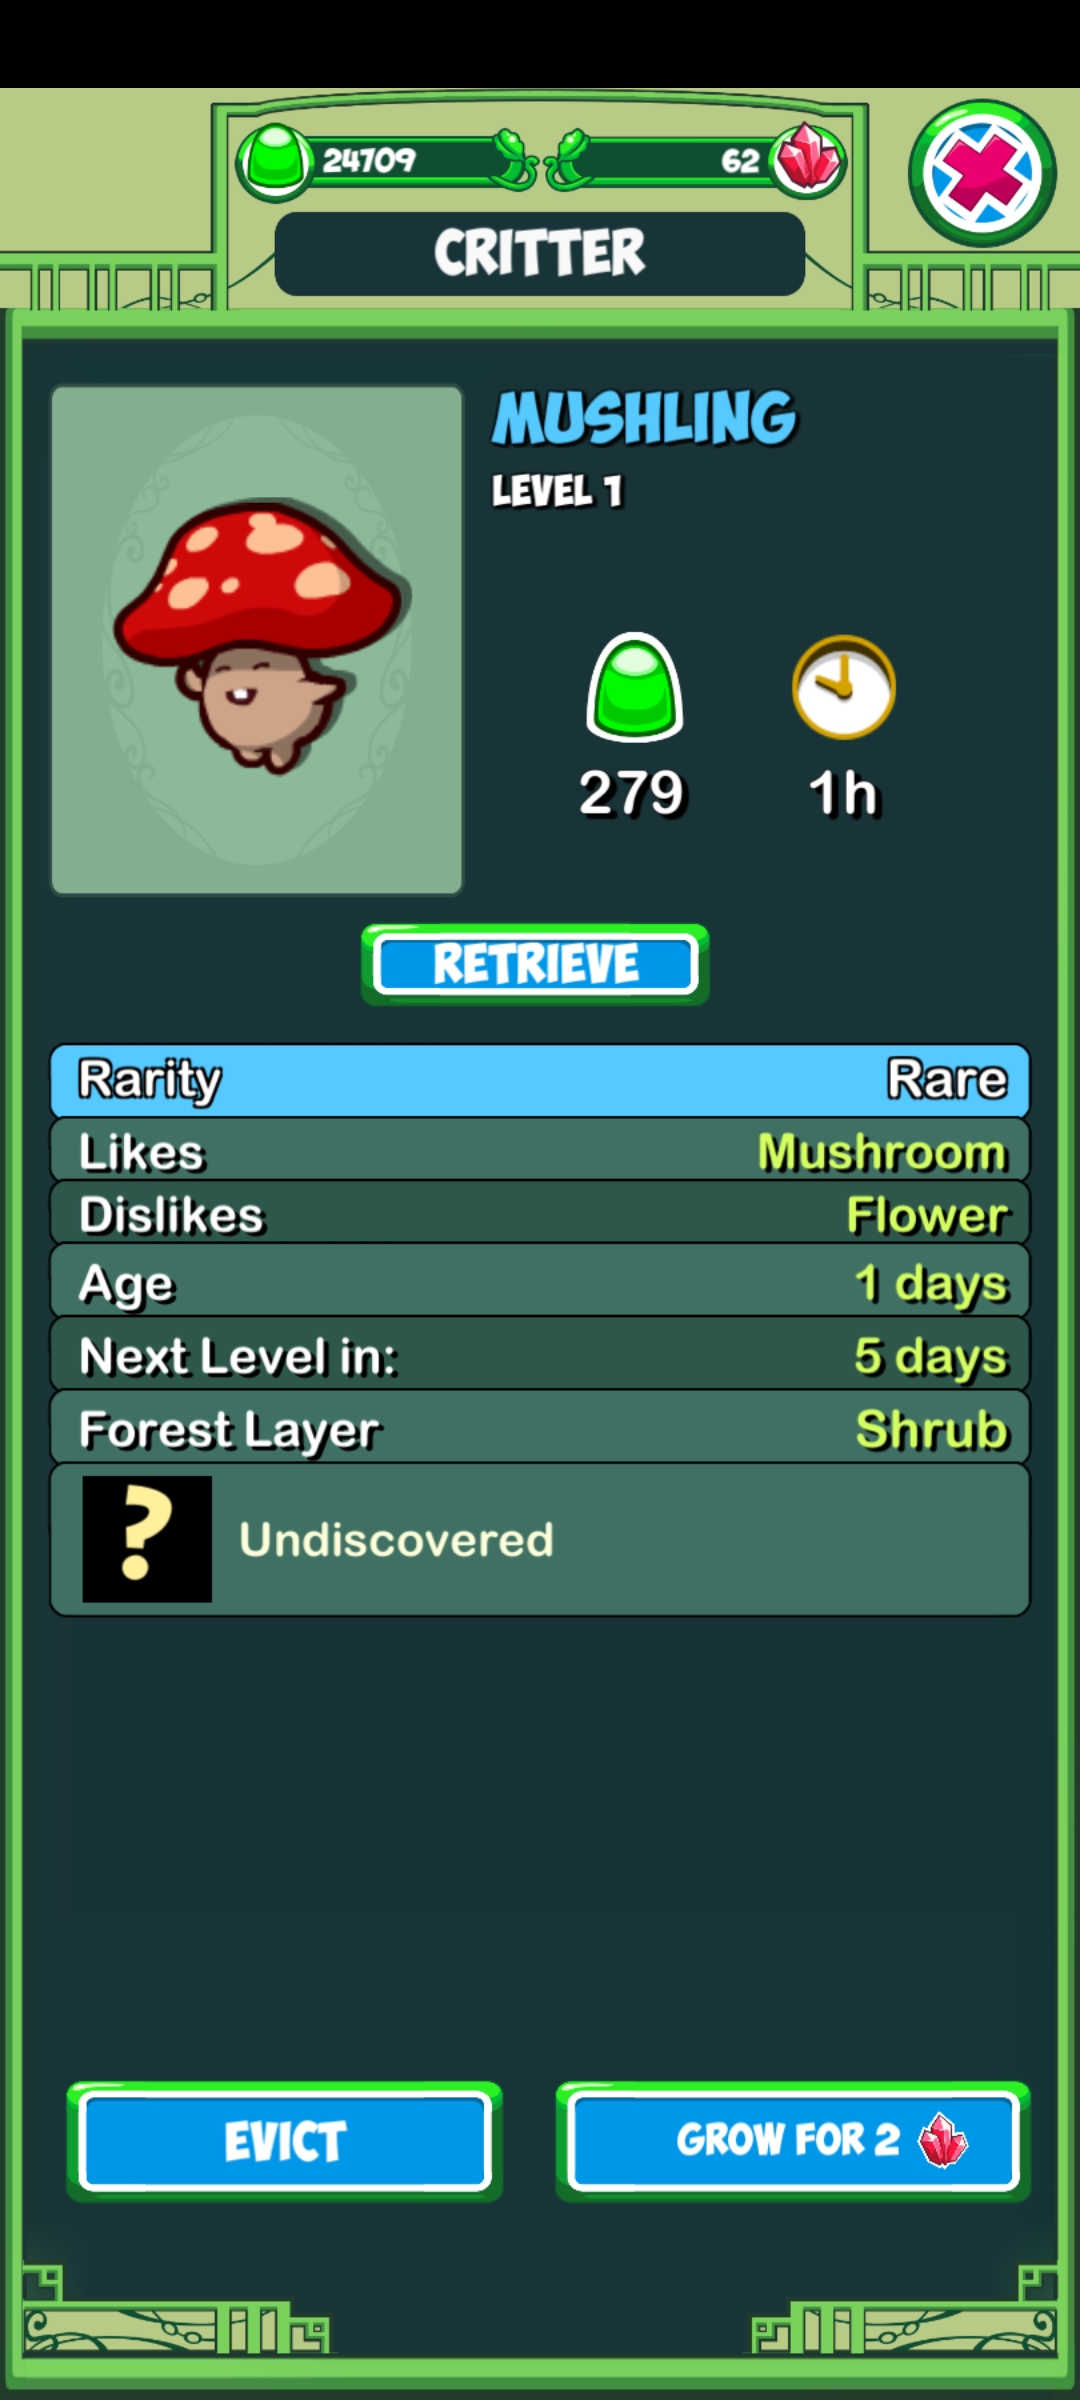 24709
62
CRITTER
MUSHLING
LEVEL 1
279
1h
RETRIEVE
Rarity Rare
Likes Mushroom
Dislikes Flower
Age 1 days
Next Level in: 5 days
Forest Layer Shrub
? Undiscovered
EVICT
GROW FOR 2